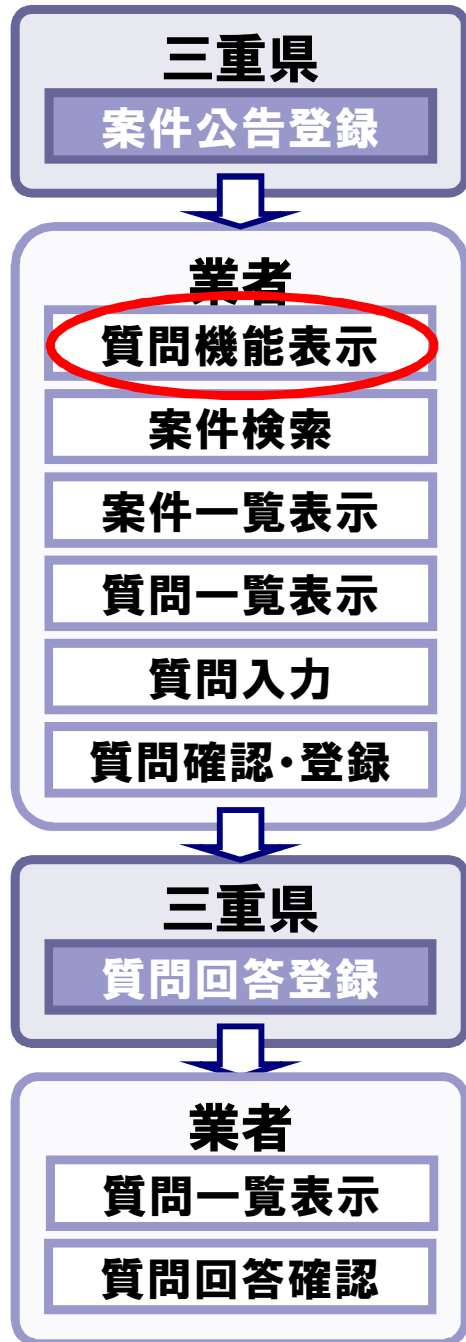 三重県
案件公告登録
業者
質問機能表示
案件検索
案件一覧表示
質問一覧表示
質問入力
質問確認・登録
三重県
質問回答登録
業者
質問一覧表示
質問回答確認